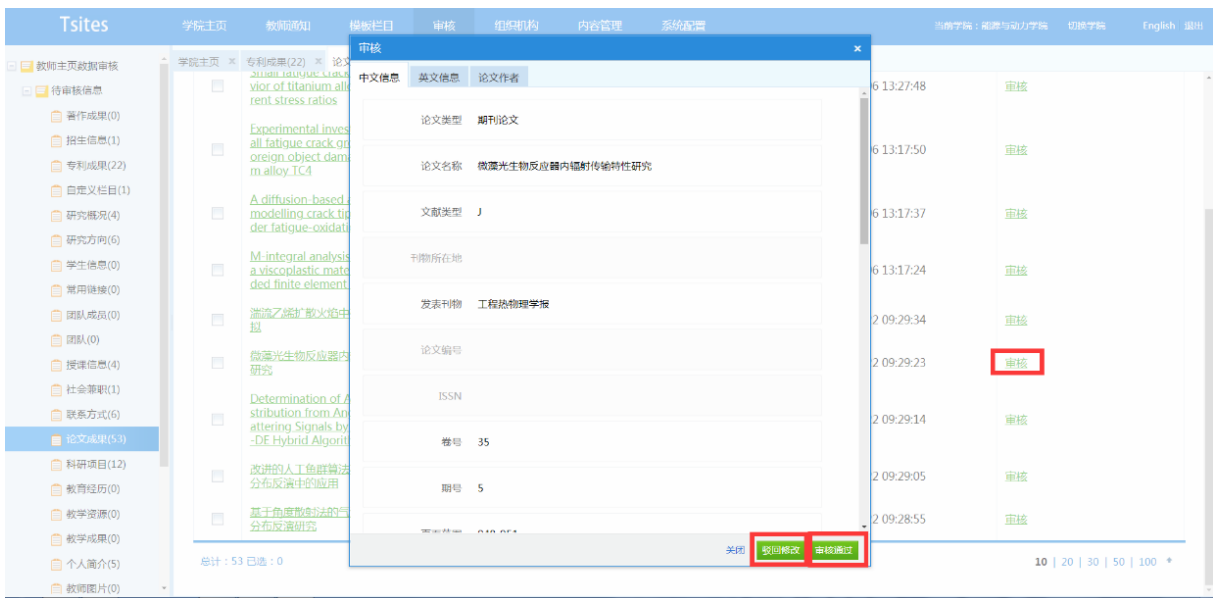 Tsites 学院主页 教师通知 模板栏目 审核 组织机构 内容管理 系统配置 当前学院：能源与动力学院 切换学院 English 退出
教师主页数据审核
待审核信息
著作成果(0)
招生信息(1)
专利成果(22)
自定义栏目(1)
研究概况(4)
研究方向(6)
学生信息(0)
常用链接(0)
团队成员(0)
团队(0)
授课信息(4)
社会兼职(1)
联系方式(6)
论文成果(53)
科研项目(12)
教育经历(0)
教学资源(0)
教学成果(0)
个人简介(5)
教师图片(0)
学院主页 × 专利成果(22) × 论文
Small fatigue crack
vior of titanium all
rent stress ratios
6 13:27:48 审核
Experimental inves
all fatigue crack gr
oreign object dam
m alloy TC4
6 13:17:50 审核
A diffusion-based
modelling crack tip
der fatigue-oxidati
6 13:17:37 审核
M-integral analysis
a viscoplastic mate
ded finite element
6 13:17:24 审核
湍流乙烯扩散火焰中
拟
2 09:29:34 审核
微藻光生物反应器内
研究
2 09:29:23 审核
Determination of A
stribution from An
attering Signals by
-DE Hybrid Algorit
2 09:29:14 审核
改进的人工鱼群算法
分布反演中的应用
2 09:29:05 审核
基于角度散射法的气
分布反演研究
2 09:28:55 审核
总计：53 已选：0
10 | 20 | 30 | 50 | 100
审核 ×
中文信息 英文信息 论文作者
论文类型 期刊论文
论文名称 微藻光生物反应器内辐射传输特性研究
文献类型 J
刊物所在地
发表刊物 工程热物理学报
论文编号
ISSN
卷号 35
期号 5
页面范围 948-951
关闭 驳回修改 审核通过